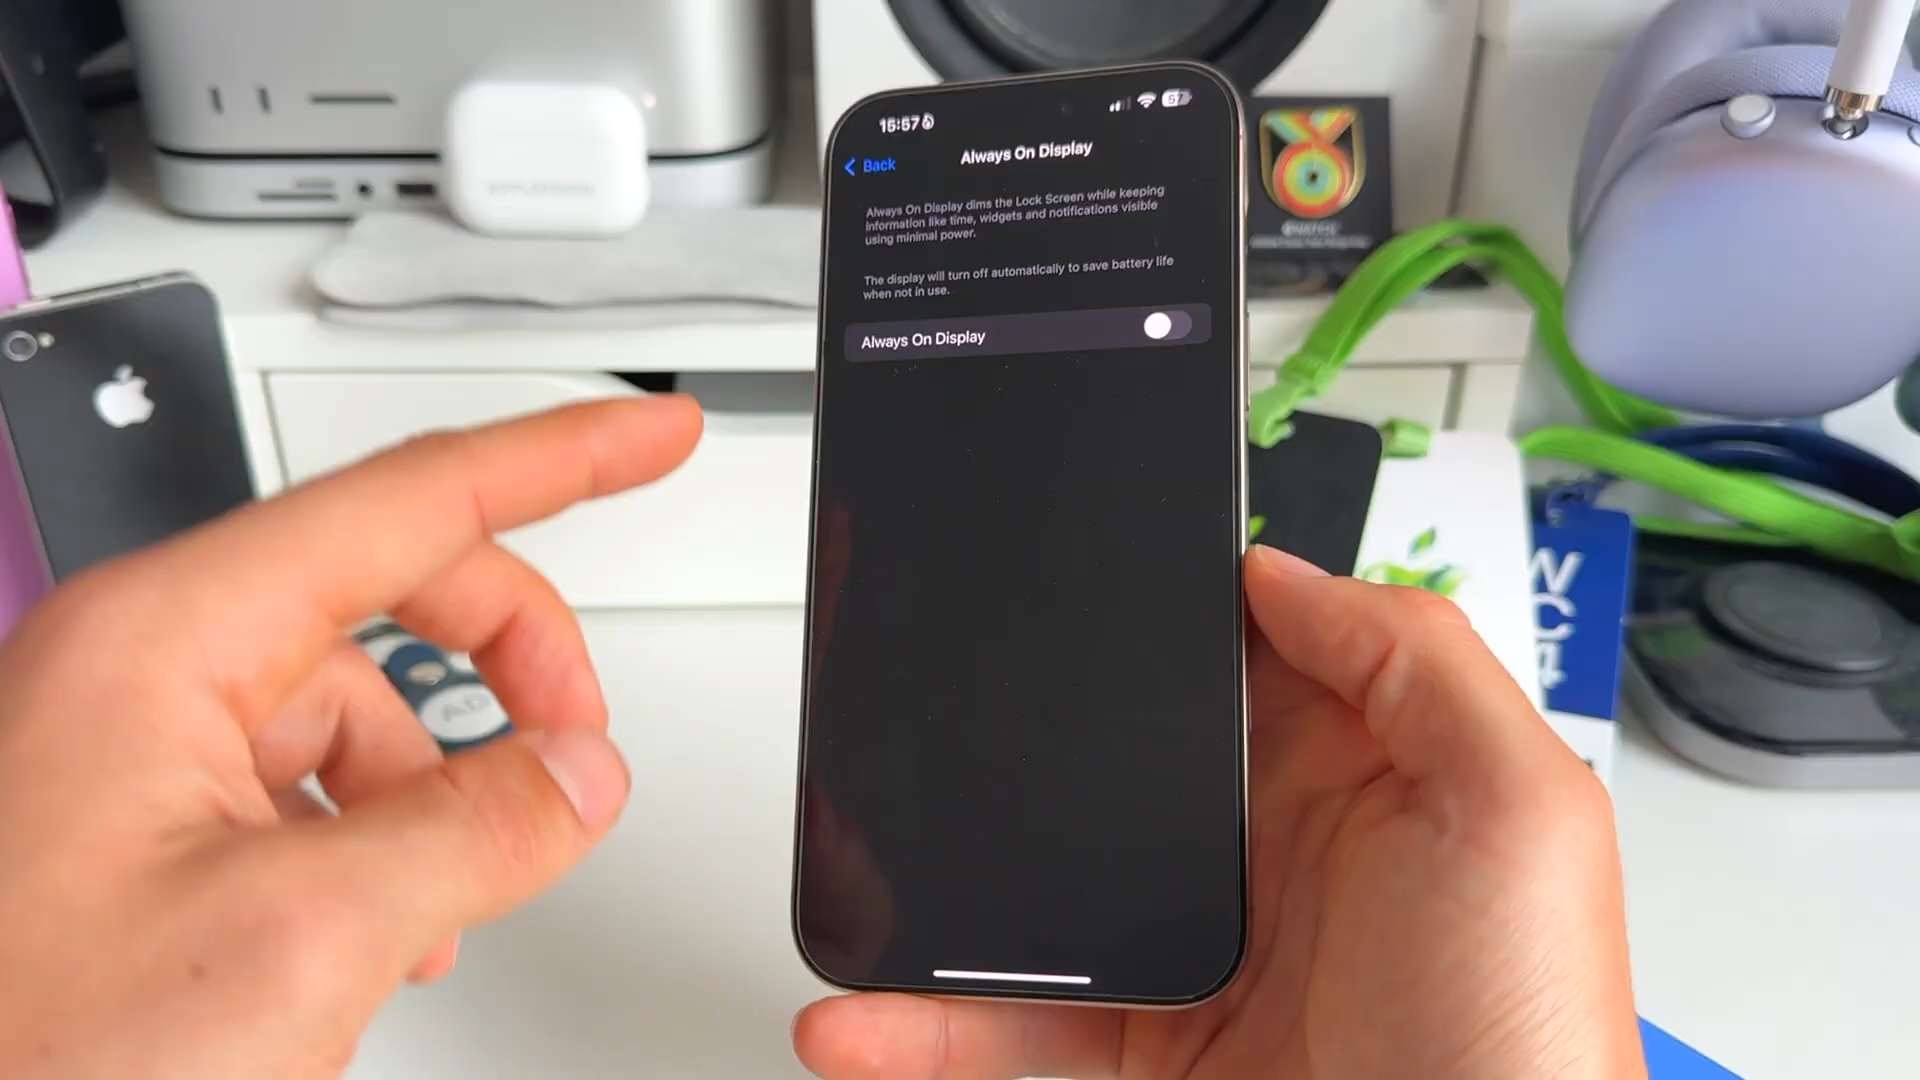 15:57
57
Back
Always On Display
Always On Display dims the Lock Screen while keeping
information like time, widgets and notifications visible
using minimal power.
The display will turn off automatically to save battery life
when not in use.
Always On Display
AD